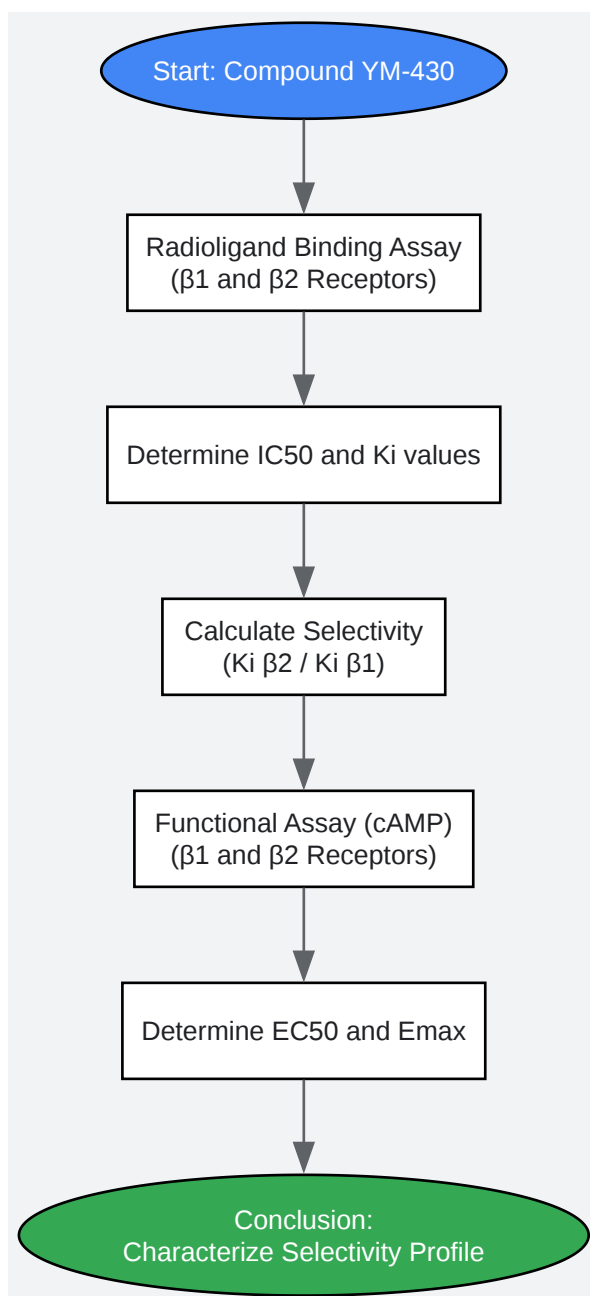 Start: Compound YM-430
Radioligand Binding Assay
(β1 and β2 Receptors)
Determine IC50 and Ki values
Calculate Selectivity
(Ki β2 / Ki β1)
Functional Assay (cAMP)
(β1 and β2 Receptors)
Determine EC50 and Emax
Conclusion:
Characterize Selectivity Profile